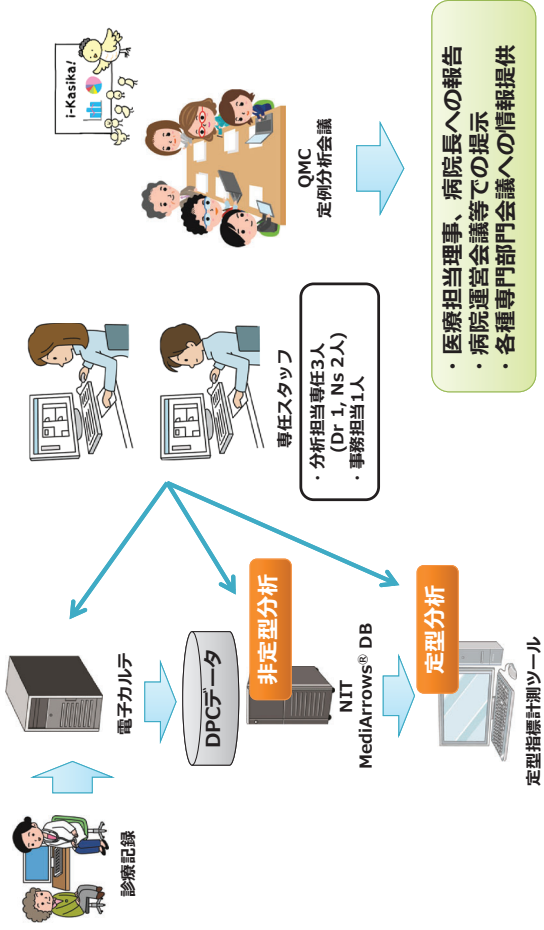 診療記録
電子カルテ
DPCデータ
非定型分析
NIT
MediArrows® DB
定型分析
定型指標計測ツール
専任スタッフ
・分析担当専任3人
(Dr 1, Ns 2人)
・事務担当1人
i-Kasika!
QMC
定例分析会議
・医療担当理事、病院長への報告
・病院運営会議等での提示
・各種専門部門会議への情報提供